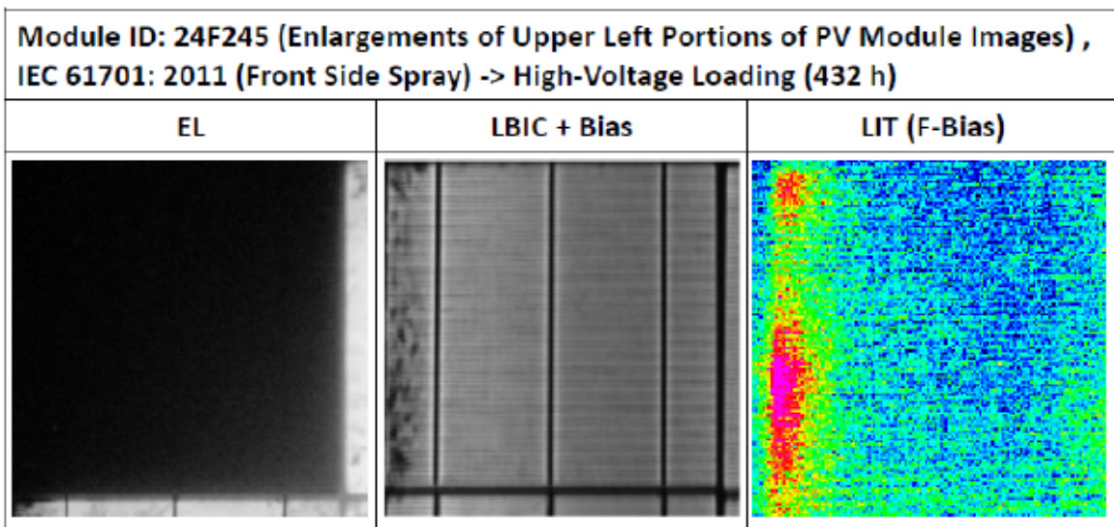 Module ID: 24F245 (Enlargements of Upper Left Portions of PV Module Images) ,
IEC 61701: 2011 (Front Side Spray) -> High-Voltage Loading (432 h)
EL
LBIC + Bias
LIT (F-Bias)